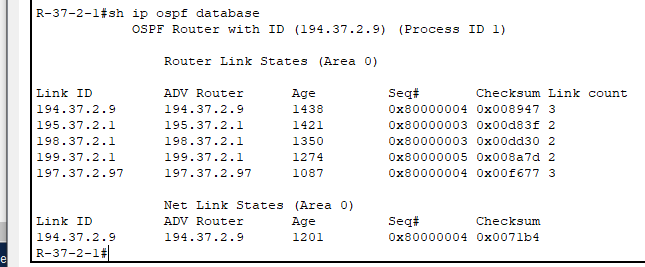 R-37-2-1#sh ip ospf database
OSPF Router with ID (194.37.2.9) (Process ID 1)
Router Link States (Area 0)
Link ID ADV Router Age Seq# Checksum Link count
194.37.2.9 194.37.2.9 1438 0x80000004 0x008947 3
195.37.2.1 195.37.2.1 1421 0x80000003 0x00d83f 2
198.37.2.1 198.37.2.1 1350 0x80000003 0x00dd30 2
199.37.2.1 199.37.2.1 1274 0x80000005 0x008a7d 2
197.37.2.97 197.37.2.97 1087 0x80000004 0x00f677 3
Net Link States (Area 0)
Link ID ADV Router Age Seq# Checksum
194.37.2.9 194.37.2.9 1201 0x80000004 0x0071b4
R-37-2-1#